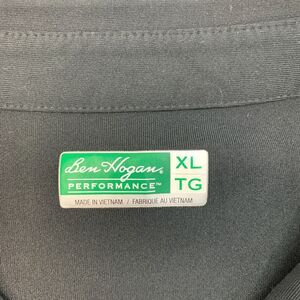 Ben Hogan®
PERFORMANCE™
XL
TG
MADE IN VIETNAM / FABRIQUÉ AU VIETNAM